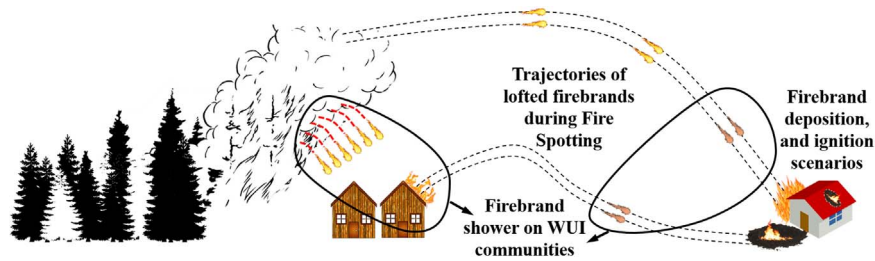 Trajectories of
lofted firebrands
during Fire
Spotting
Firebrand
deposition,
and ignition
scenarios
Firebrand
shower on WUI
communities